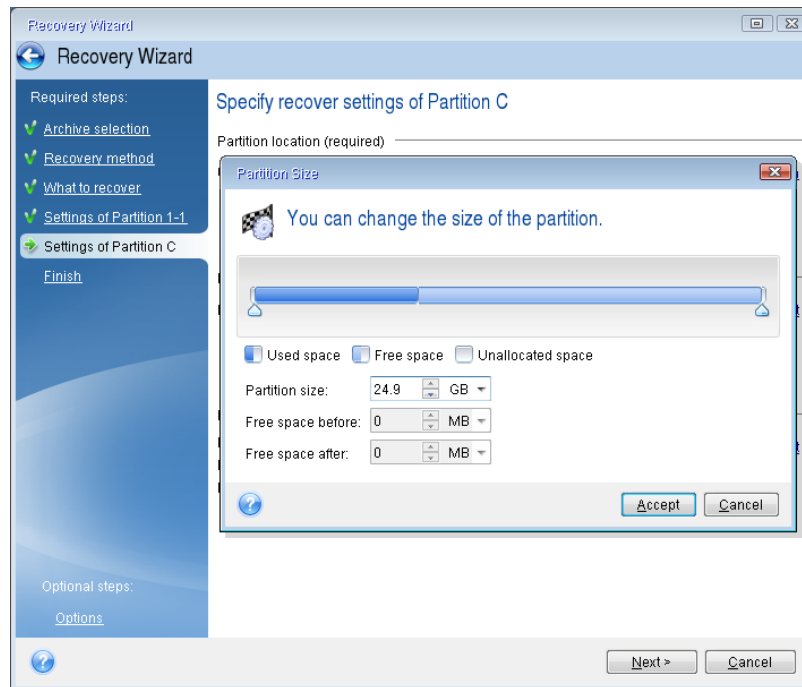 Recovery Wizard
Recovery Wizard
Required steps:
Archive selection
Recovery method
What to recover
Settings of Partition 1-1
Settings of Partition C
Finish
Optional steps:
Options
Specify recover settings of Partition C
Partition location (required)
Partition Size
You can change the size of the partition.
Used space Free space Unallocated space
Partition size: 24.9 GB
Free space before: 0 MB
Free space after: 0 MB
Accept Cancel
Next > Cancel